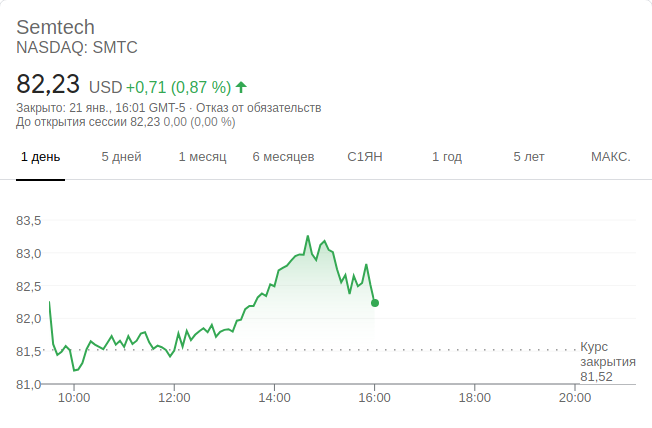 Semtech
NASDAQ: SMTC
82,23 USD +0,71 (0,87 %)
Закрыто: 21 янв., 16:01 GMT-5 · Отказ от обязательств
До открытия сессии 82,23 0,00 (0,00 %)
1 день 5 дней 1 месяц 6 месяцев С1ЯН 1 год 5 лет МАКС.
83,5
83,0
82,5
82,0
81,5
81,0
Курс
закрытия
81,52
10:00 12:00 14:00 16:00 18:00 20:00